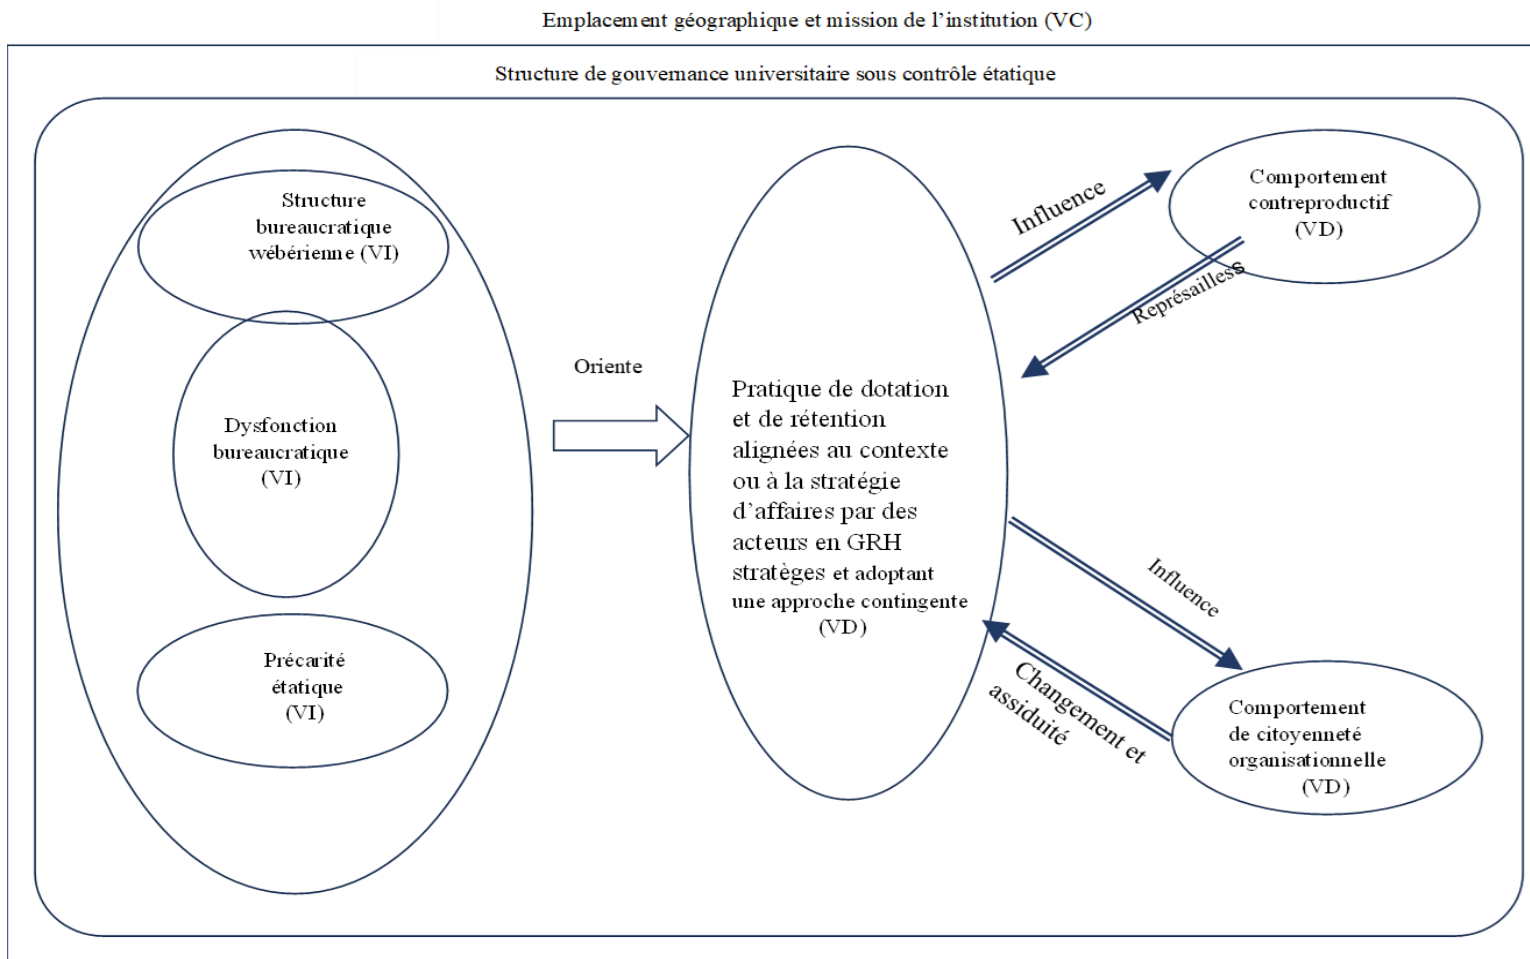 Emplacement géographique et mission de l'institution (VC)
Structure de gouvernance universitaire sous contrôle étatique
Structure
bureaucratique
wébérienne (VI)
Dysfonction
bureaucratique
(VI)
Précarité
étatique
(VI)
Oriente
Pratique de dotation
et de rétention
alignées au contexte
ou à la stratégie
d'affaires par des
acteurs en GRH
stratèges et adoptant
une approche contingente
(VD)
Influence
Représailless
Comportement
contreproductif
(VD)
Influence
Changement et
assiduité
Comportement
de citoyenneté
organisationnelle
(VD)